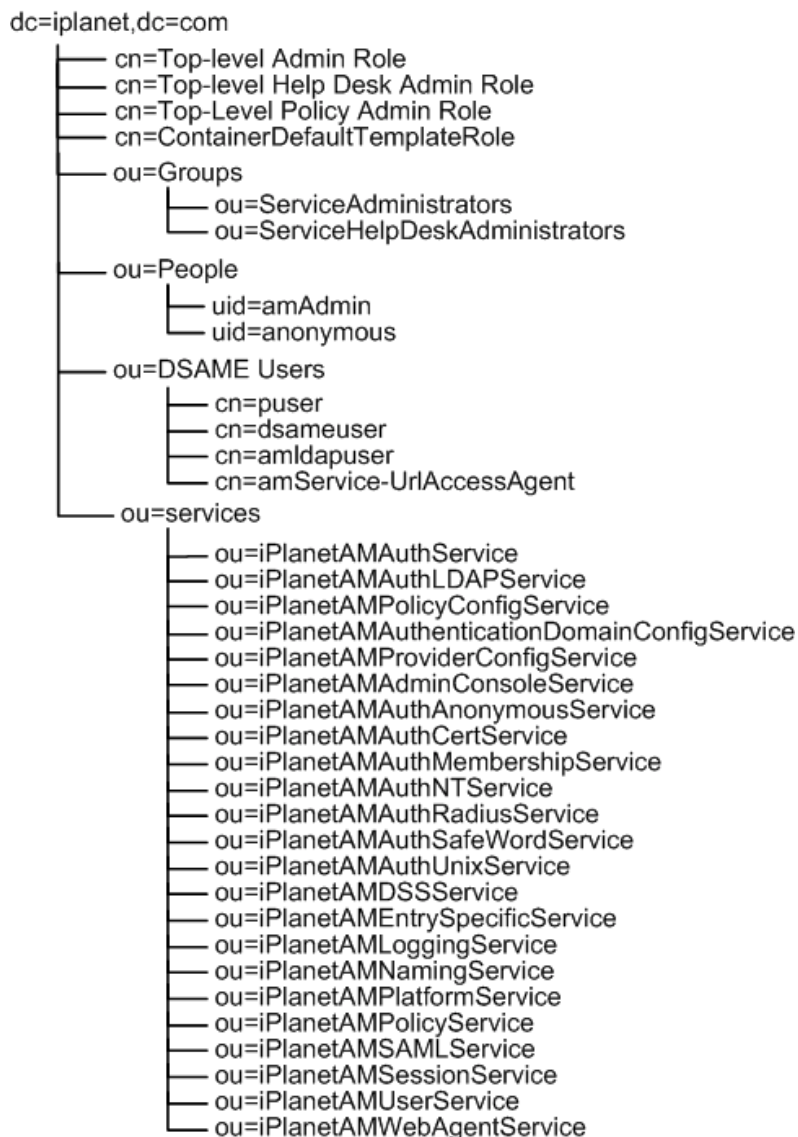 dc=iplanet,dc=com
cn=Top-level Admin Role
cn=Top-level Help Desk Admin Role
cn=Top-Level Policy Admin Role
cn=ContainerDefaultTemplateRole
ou=Groups
ou=ServiceAdministrators
ou=ServiceHelpDeskAdministrators
ou=People
uid=amAdmin
uid=anonymous
ou=DSAME Users
cn=puser
cn=dsameuser
cn=amldapuser
cn=amService-UrlAccessAgent
ou=services
ou=iPlanetAMAuthService
ou=iPlanetAMAuthLDAPService
ou=iPlanetAMPolicyConfigService
ou=iPlanetAMAuthenticationDomainConfigService
ou=iPlanetAMProviderConfigService
ou=iPlanetAMAdminConsoleService
ou=iPlanetAMAuthAnonymousService
ou=iPlanetAMAuthCertService
ou=iPlanetAMAuthMembershipService
ou=iPlanetAMAuthNTService
ou=iPlanetAMAuthRadiusService
ou=iPlanetAMAuthSafeWordService
ou=iPlanetAMAuthUnixService
ou=iPlanetAMDSSService
ou=iPlanetAMEntrySpecificService
ou=iPlanetAMLoggingService
ou=iPlanetAMNamingService
ou=iPlanetAMPlatformService
ou=iPlanetAMPolicyService
ou=iPlanetAMSAMLService
ou=iPlanetAMSessionService
ou=iPlanetAMUserService
ou=iPlanetAMWebAgentService